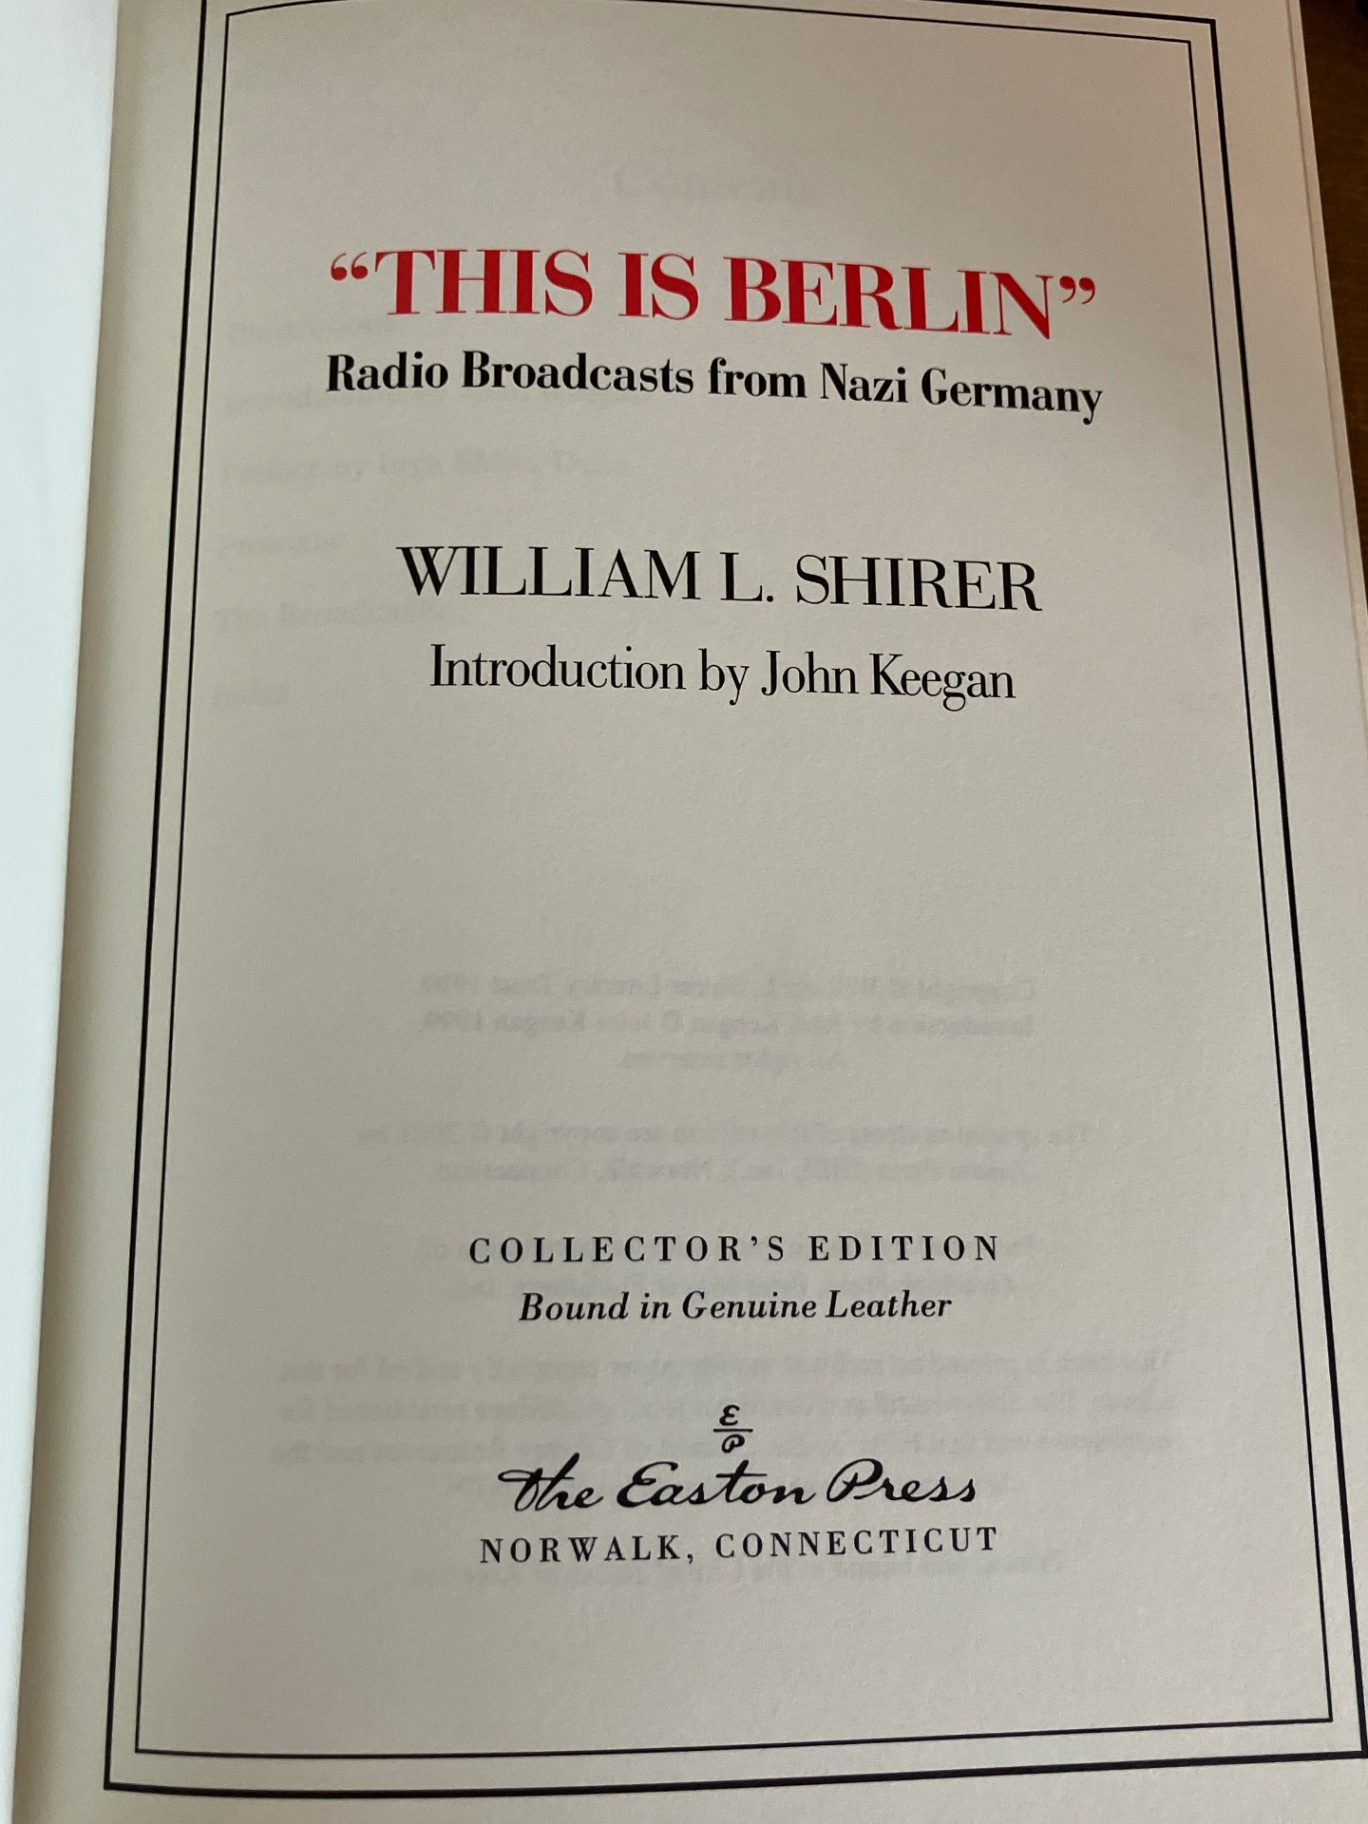 “THIS IS BERLIN”
Radio Broadcasts from Nazi Germany
WILLIAM L. SHIRER
Introduction by John Keegan
COLLECTOR’S EDITION
Bound in Genuine Leather
The Easton Press
NORWALK, CONNECTICUT